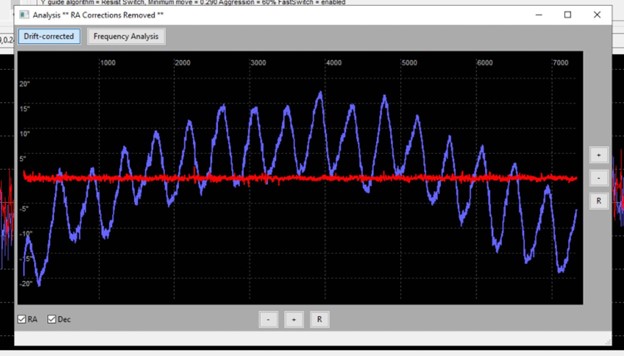 Y guide algorithm = Resist Switch, Minimum move = 0.290 Aggression = 60% FastSwitch = enabled
Analysis ** RA Corrections Removed **
Drift-corrected Frequency Analysis
1000 2000 3000 4000 5000 6000 7000
20"
15"
10"
5"
-5"
-10"
-15"
-20"
+
-
R
RA Dec - + R